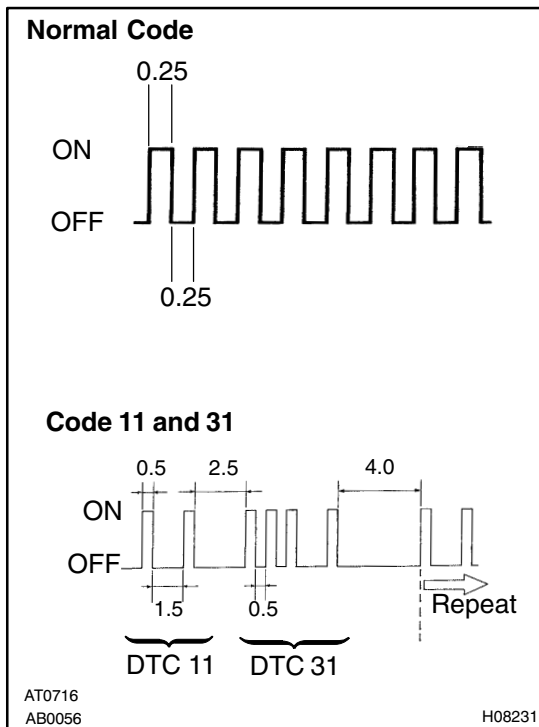 Normal Code
0.25
ON
OFF
0.25
Code 11 and 31
0.5 2.5 4.0
ON
OFF
1.5 0.5 Repeat
DTC 11 DTC 31
AT0716
AB0056 H08231